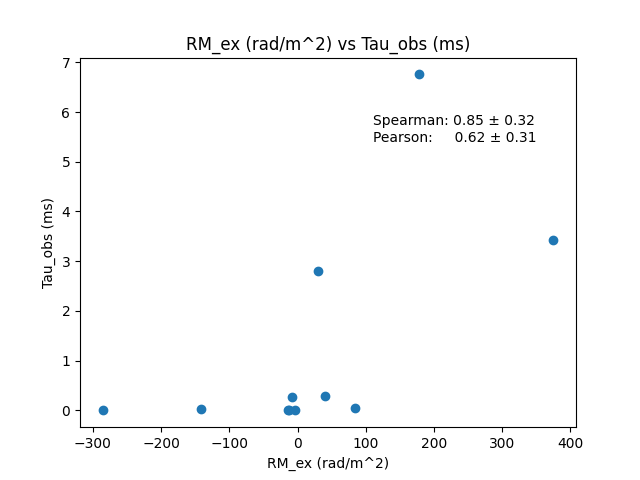 RM_ex (rad/m^2) vs Tau_obs (ms)
7
6
5
4
3
2
1
0
Tau_obs (ms)
Spearman: 0.85 ± 0.32
Pearson: 0.62 ± 0.31
−300 −200 −100 0 100 200 300 400
RM_ex (rad/m^2)